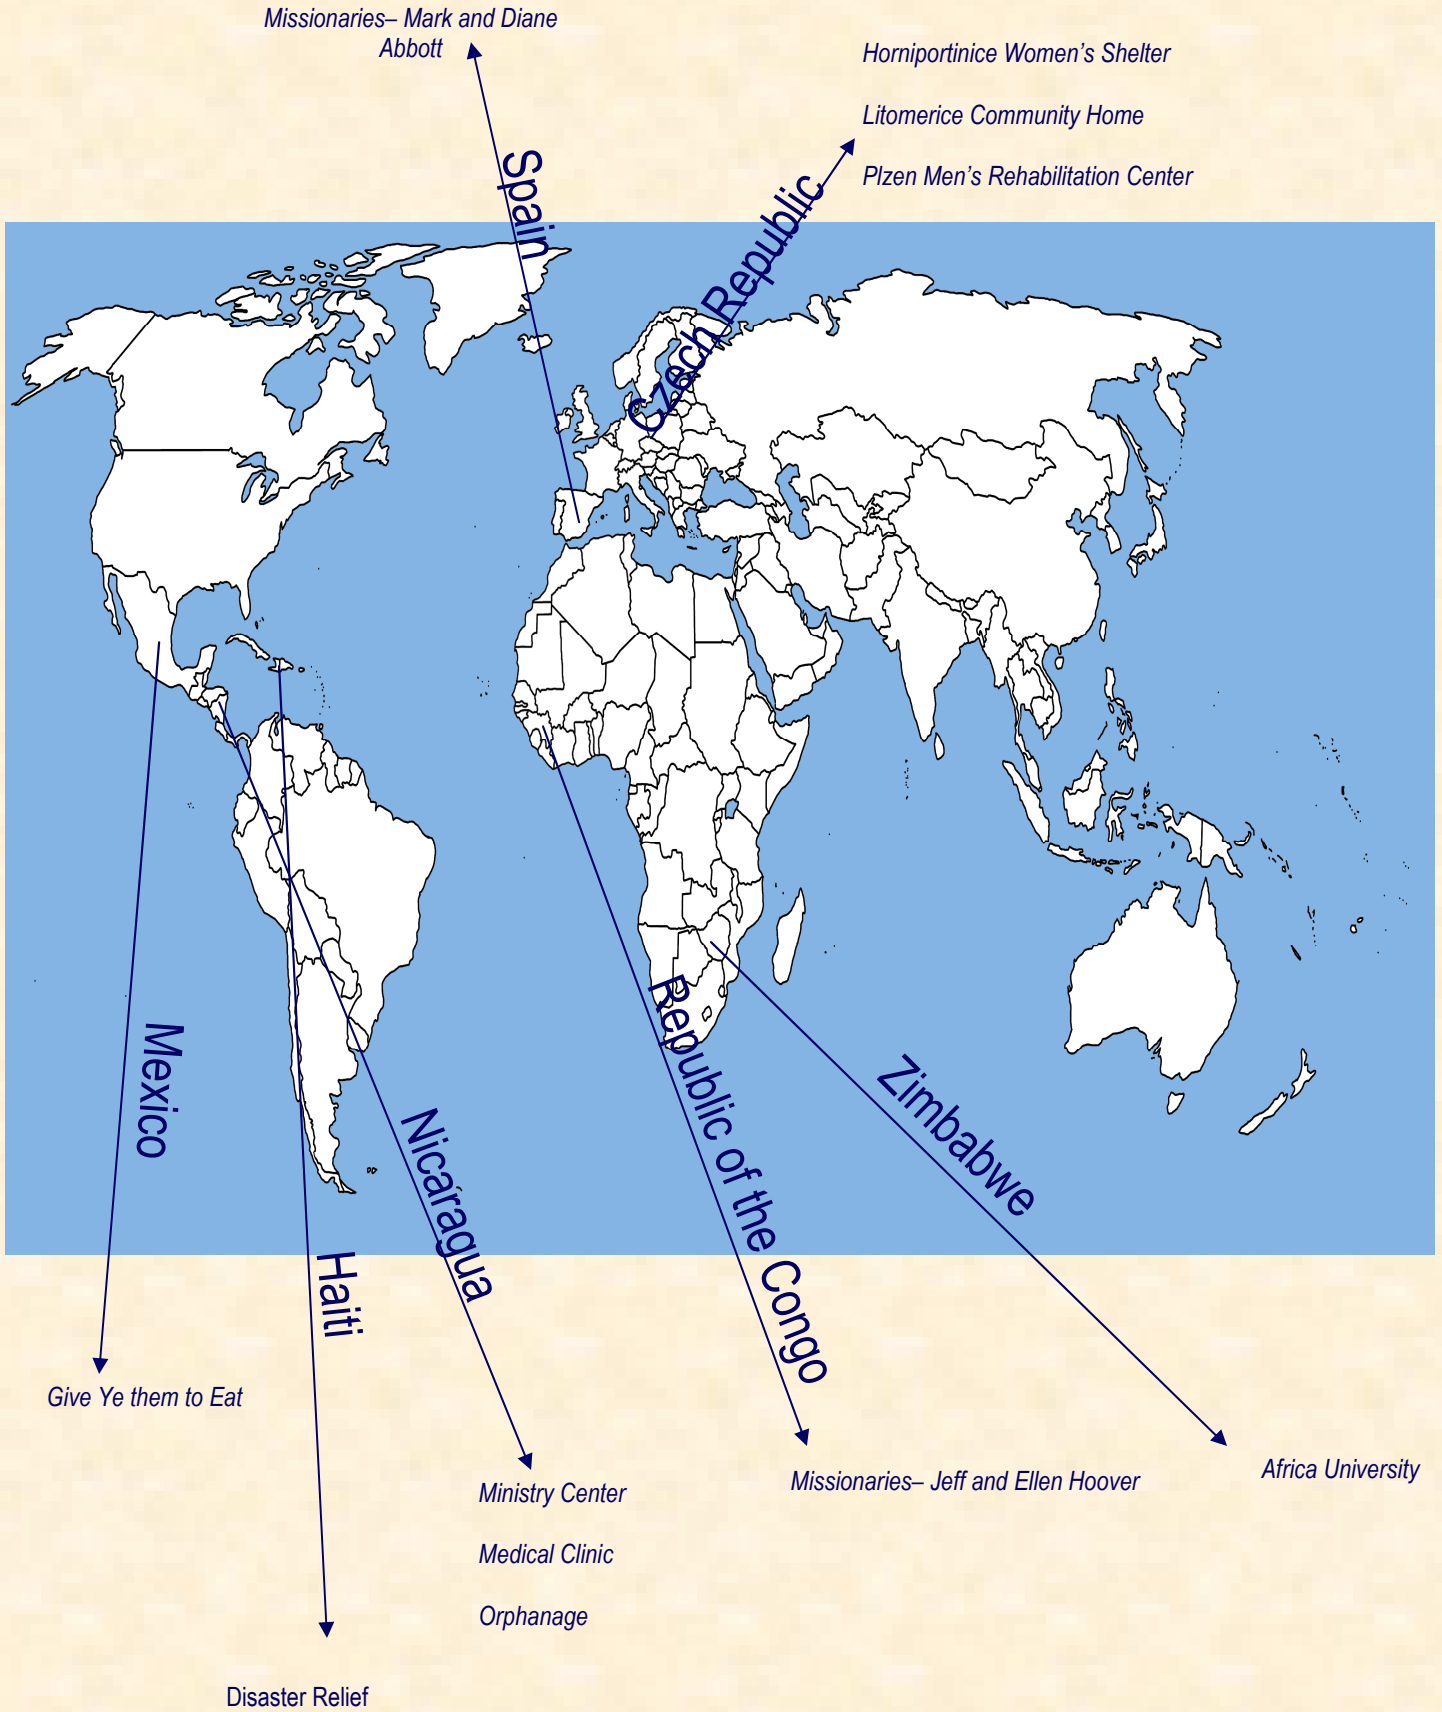 Missionaries– Mark and Diane
Abbott
Horniportinice Women's Shelter
Litomerice Community Home
Plzen Men's Rehabilitation Center
Spain
Czech Republic
Mexico
Haiti
Nicaragua
Republic of the Congo
Zimbabwe
Give Ye them to Eat
Ministry Center
Medical Clinic
Orphanage
Missionaries– Jeff and Ellen Hoover
Africa University
Disaster Relief